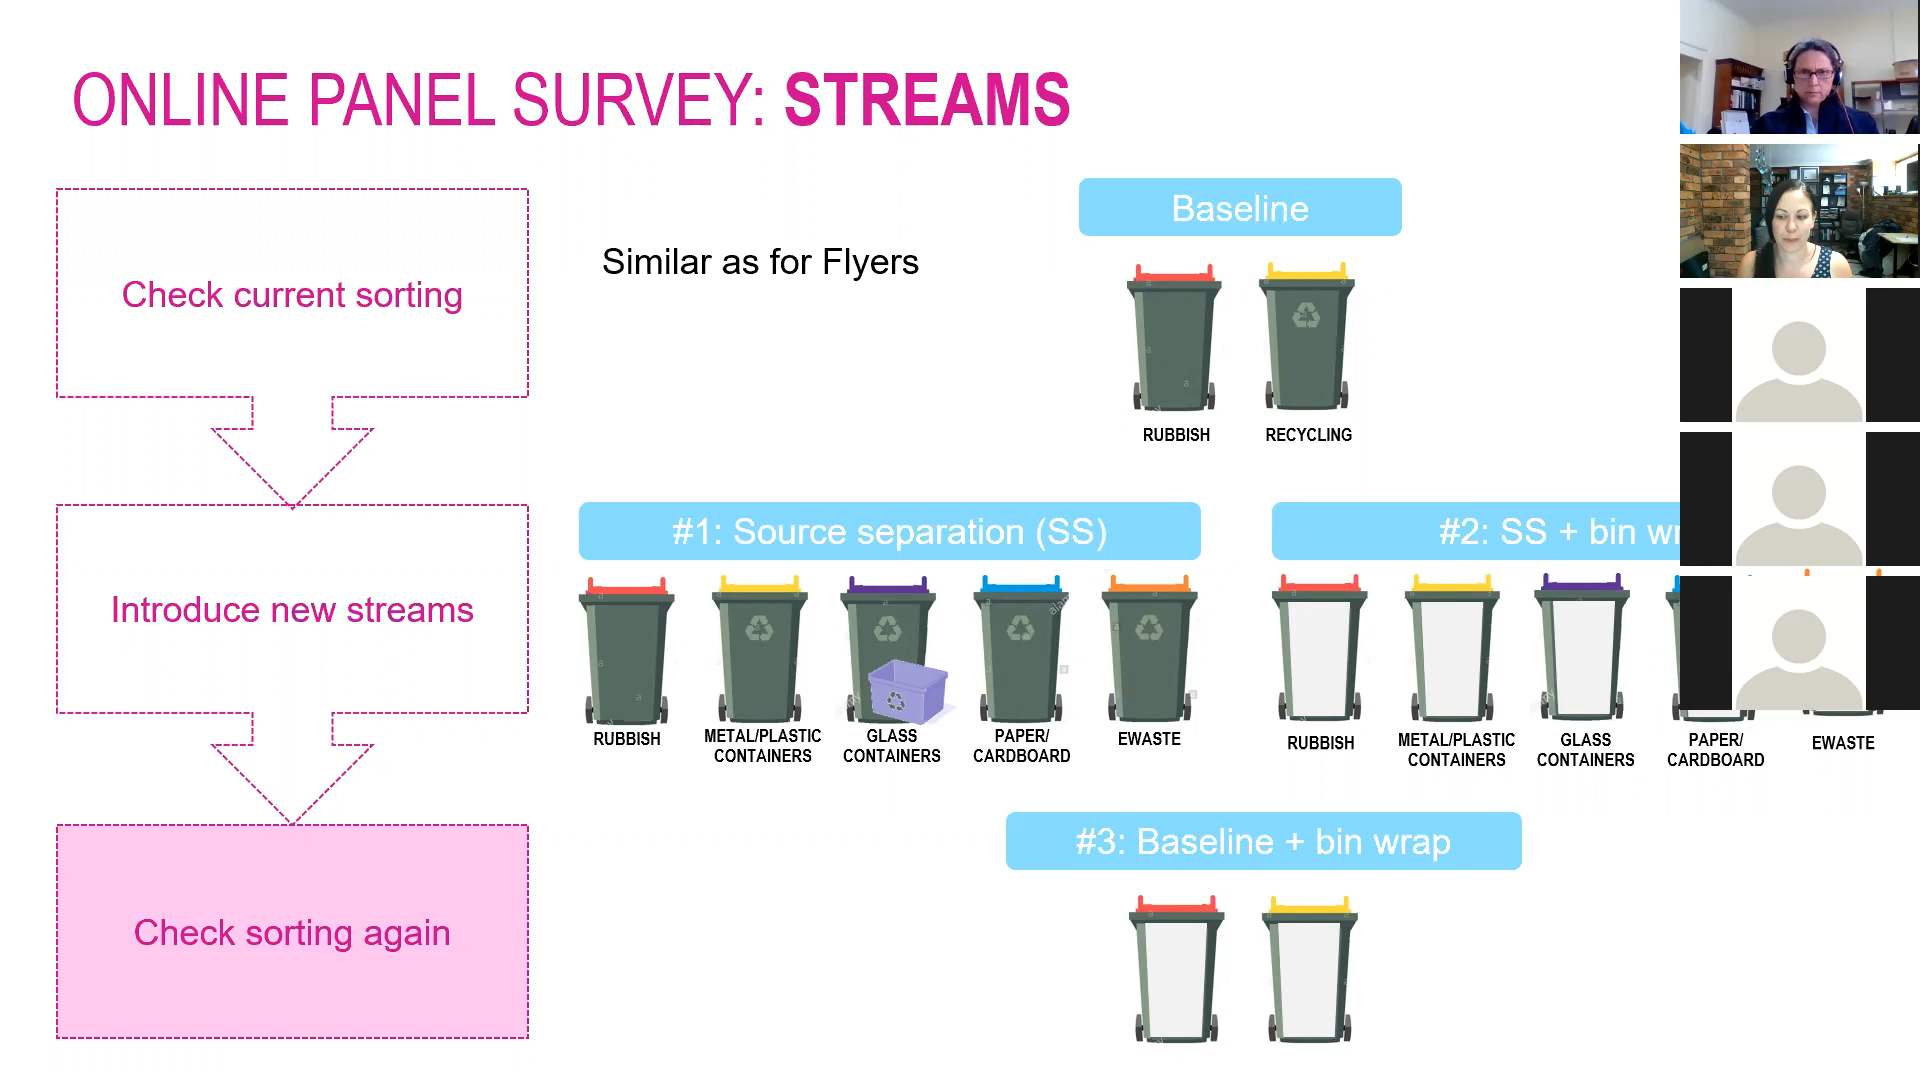 ONLINE PANEL SURVEY: STREAMS
Check current sorting
Similar as for Flyers
Baseline
RUBBISH
RECYCLING
Introduce new streams
#1: Source separation (SS)
RUBBISH
METAL/PLASTIC
CONTAINERS
GLASS
CONTAINERS
PAPER/
CARDBOARD
EWASTE
#2: SS + bin wr
RUBBISH
METAL/PLASTIC
CONTAINERS
GLASS
CONTAINERS
PAPER/
CARDBOARD
EWASTE
Check sorting again
#3: Baseline + bin wrap